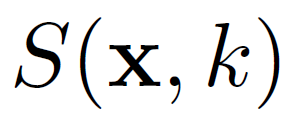 S(𝐱, k)